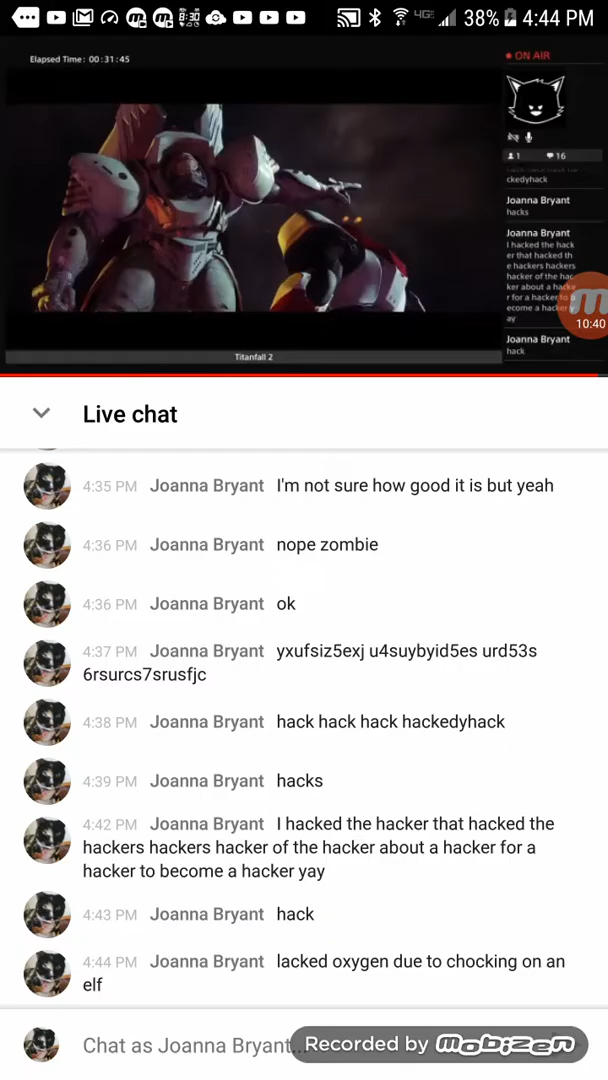 8:30
4G
38%
4:44 PM
Elapsed Time: 00:31:45
ON AIR
1
16
ckedyhack
Joanna Bryant
hacks
Joanna Bryant
I hacked the hack
er that hacked th
e hackers hackers
hacker of the hac
ker about a hacke
r for a hacker to b
ecome a hacker y
ay
Joanna Bryant
hack
10:40
Titanfall 2
Live chat
4:35 PM Joanna Bryant I'm not sure how good it is but yeah
4:36 PM Joanna Bryant nope zombie
4:36 PM Joanna Bryant ok
4:37 PM Joanna Bryant yxufsiz5exj u4suybyid5es urd53s
6rsurcs7srusfjc
4:38 PM Joanna Bryant hack hack hack hackedyhack
4:39 PM Joanna Bryant hacks
4:42 PM Joanna Bryant I hacked the hacker that hacked the
hackers hackers hacker of the hacker about a hacker for a
hacker to become a hacker yay
4:43 PM Joanna Bryant hack
4:44 PM Joanna Bryant lacked oxygen due to chocking on an
elf
Chat as Joanna Bryant...
Recorded by Mobizen